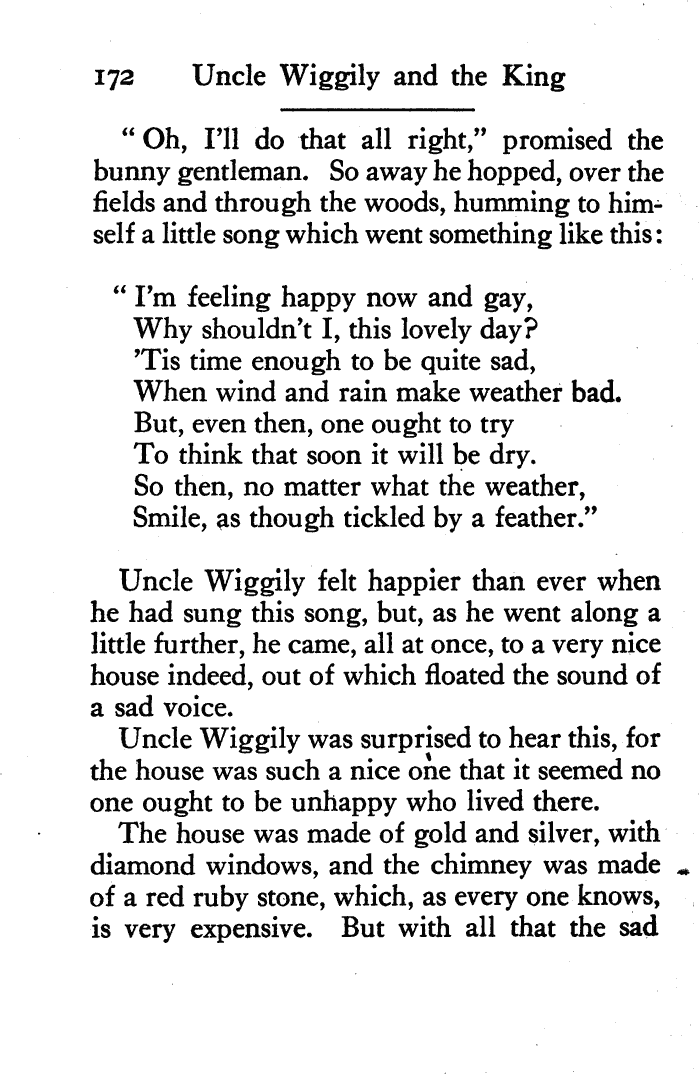 172 Uncle Wiggily and the King
“ Oh, I’ll do that all right,” promised the
bunny gentleman. So away he hopped, over the
fields and through the woods, humming to him-
self a little song which went something like this:
“ I’m feeling happy now and gay,
Why shouldn’t I, this lovely day?
’Tis time enough to be quite sad,
When wind and rain make weather bad.
But, even then, one ought to try
To think that soon it will be dry.
So then, no matter what the weather,
Smile, as though tickled by a feather.”
Uncle Wiggily felt happier than ever when
he had sung this song, but, as he went along a
little further, he came, all at once, to a very nice
house indeed, out of which floated the sound of
a sad voice.
Uncle Wiggily was surprised to hear this, for
the house was such a nice one that it seemed no
one ought to be unhappy who lived there.
The house was made of gold and silver, with
diamond windows, and the chimney was made
of a red ruby stone, which, as every one knows,
is very expensive. But with all that the sad